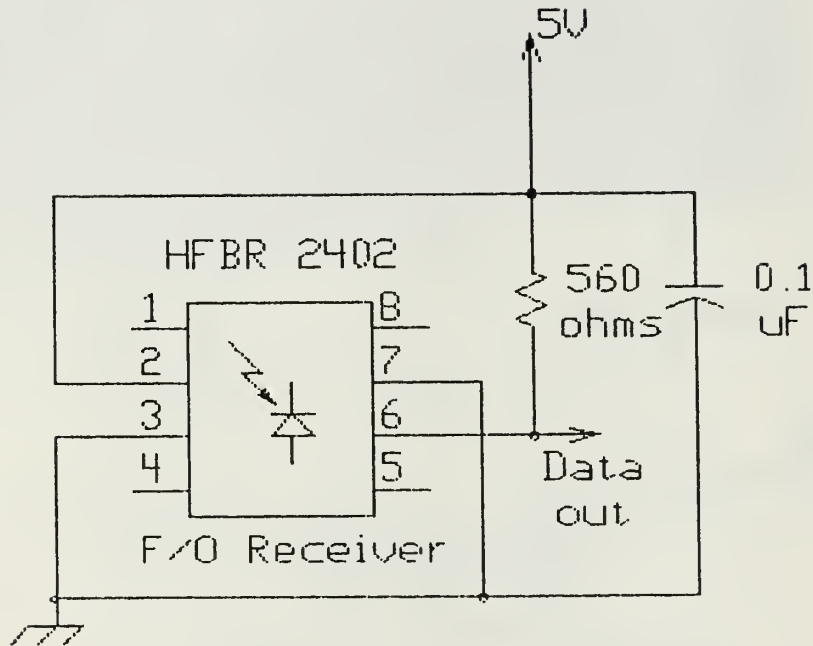 5V
HFBR 2402
1
8
2
7
3
6
4
5
560
ohms
0.1
uF
Data
out
F/O Receiver